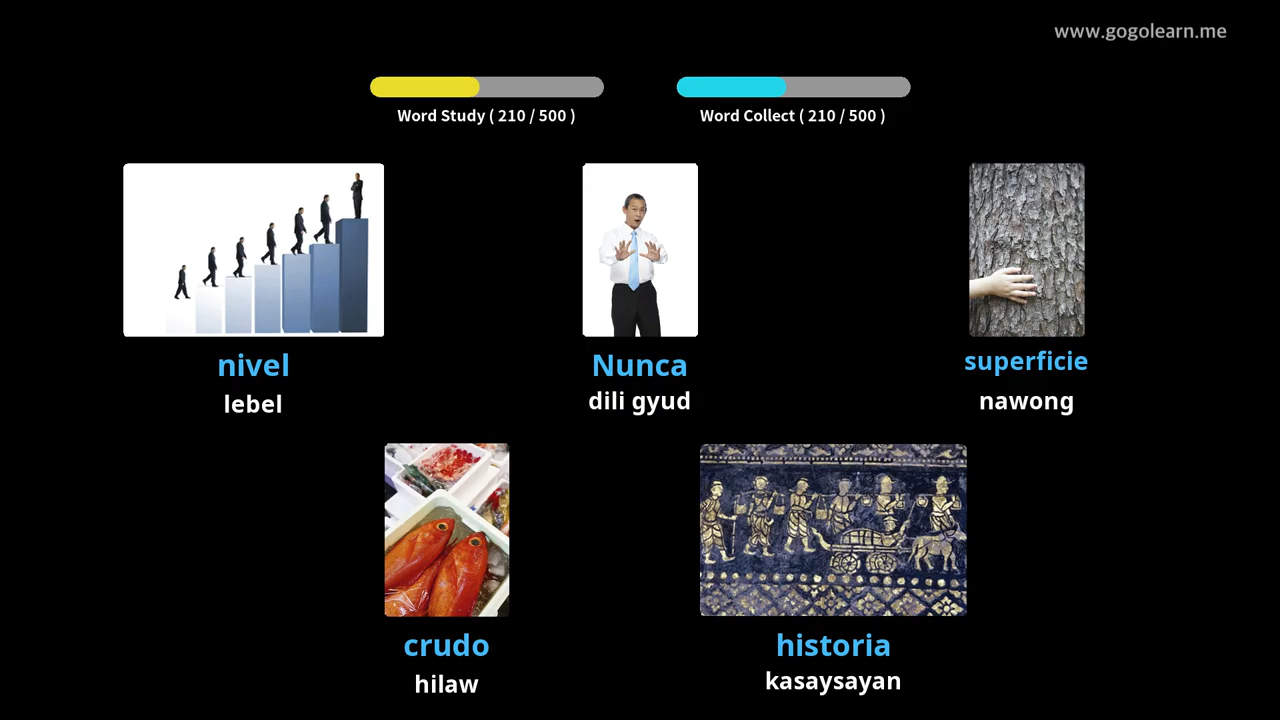 www.gogolearn.me
Word Study ( 210 / 500 )
Word Collect ( 210 / 500 )
nivel
lebel
Nunca
dili gyud
superficie
nawong
crudo
hilaw
historia
kasaysayan